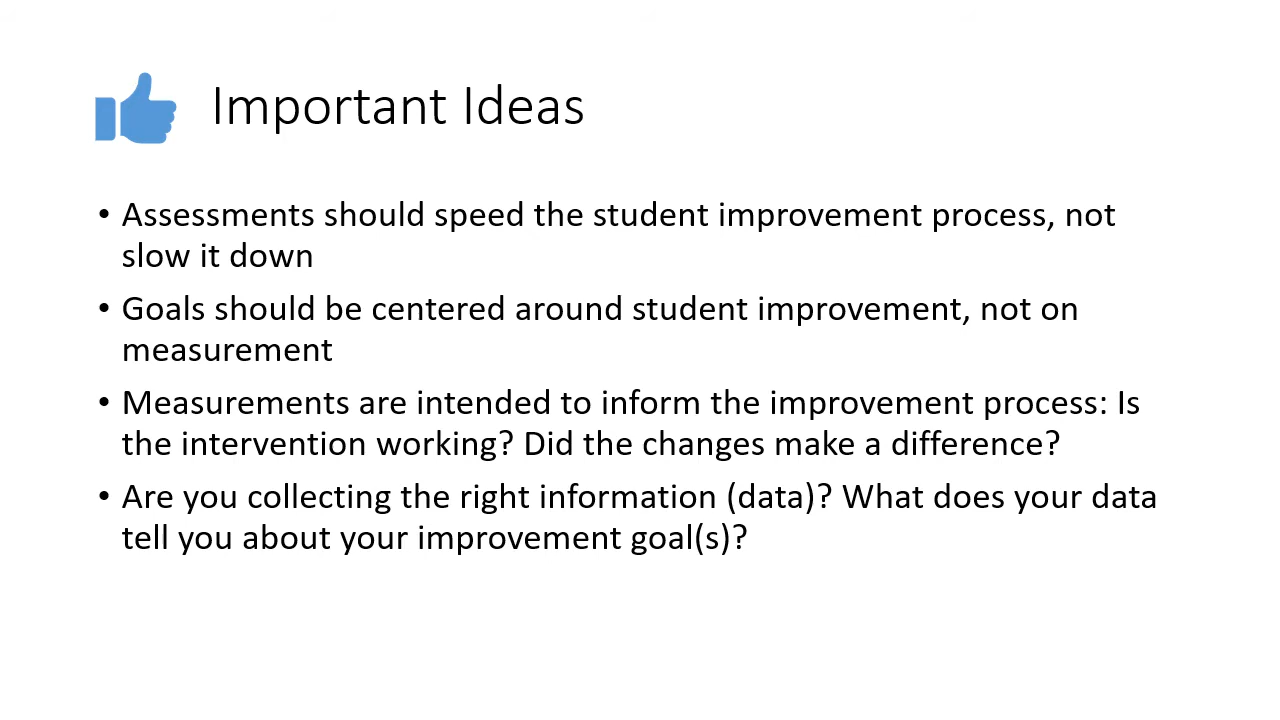 Important Ideas
• Assessments should speed the student improvement process, not
slow it down
• Goals should be centered around student improvement, not on
measurement
• Measurements are intended to inform the improvement process: Is
the intervention working? Did the changes make a difference?
• Are you collecting the right information (data)? What does your data
tell you about your improvement goal(s)?